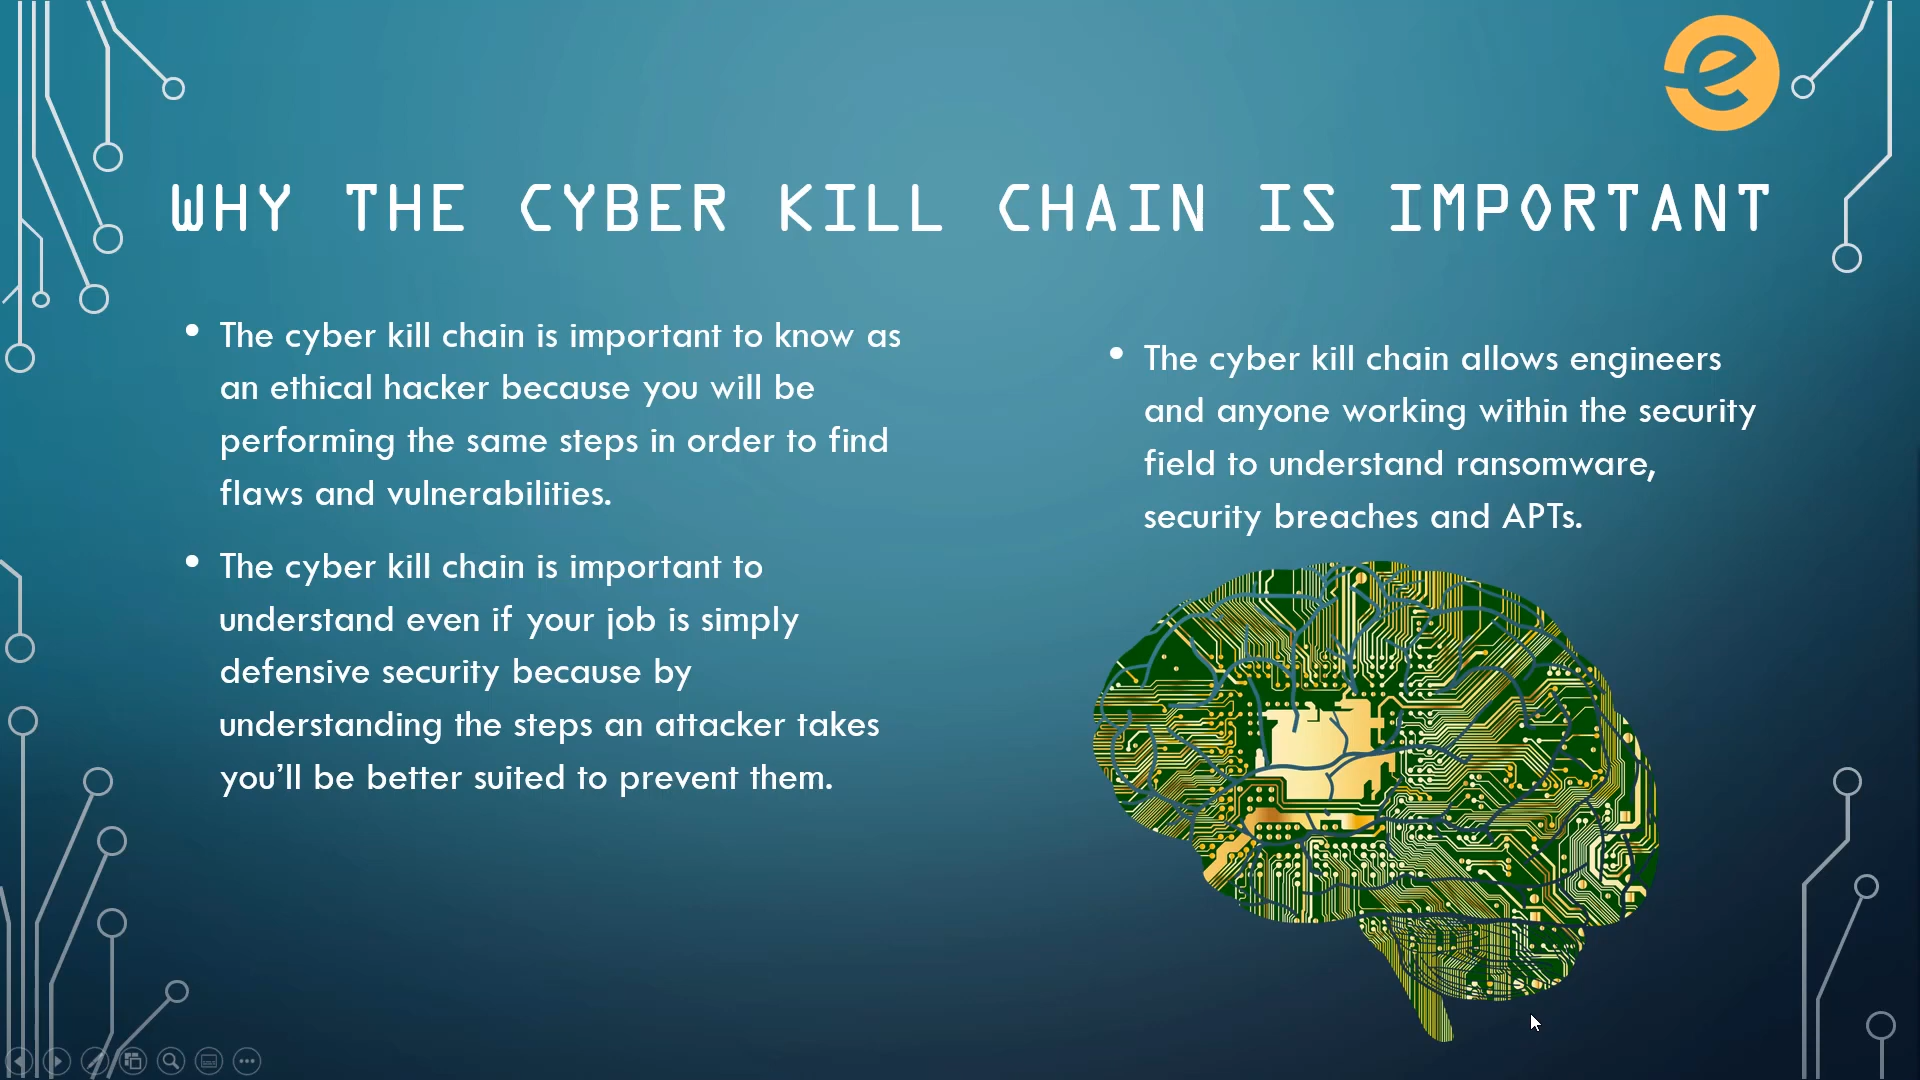 WHY THE CYBER KILL CHAIN IS IMPORTANT
• The cyber kill chain is important to know as
an ethical hacker because you will be
performing the same steps in order to find
flaws and vulnerabilities.
• The cyber kill chain is important to
understand even if your job is simply
defensive security because by
understanding the steps an attacker takes
you’ll be better suited to prevent them.
• The cyber kill chain allows engineers
and anyone working within the security
field to understand ransomware,
security breaches and APTs.